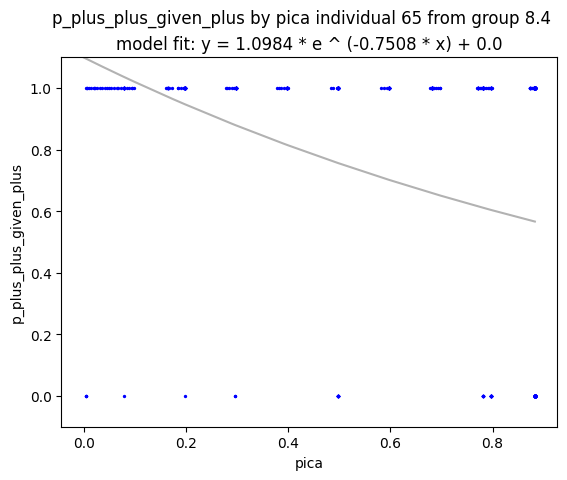 p_plus_plus_given_plus by pica individual 65 from group 8.4
model fit: y = 1.0984 * e ^ (-0.7508 * x) + 0.0
1.0
0.8
0.6
0.4
0.2
0.0
p_plus_plus_given_plus
0.0 0.2 0.4 0.6 0.8
pica